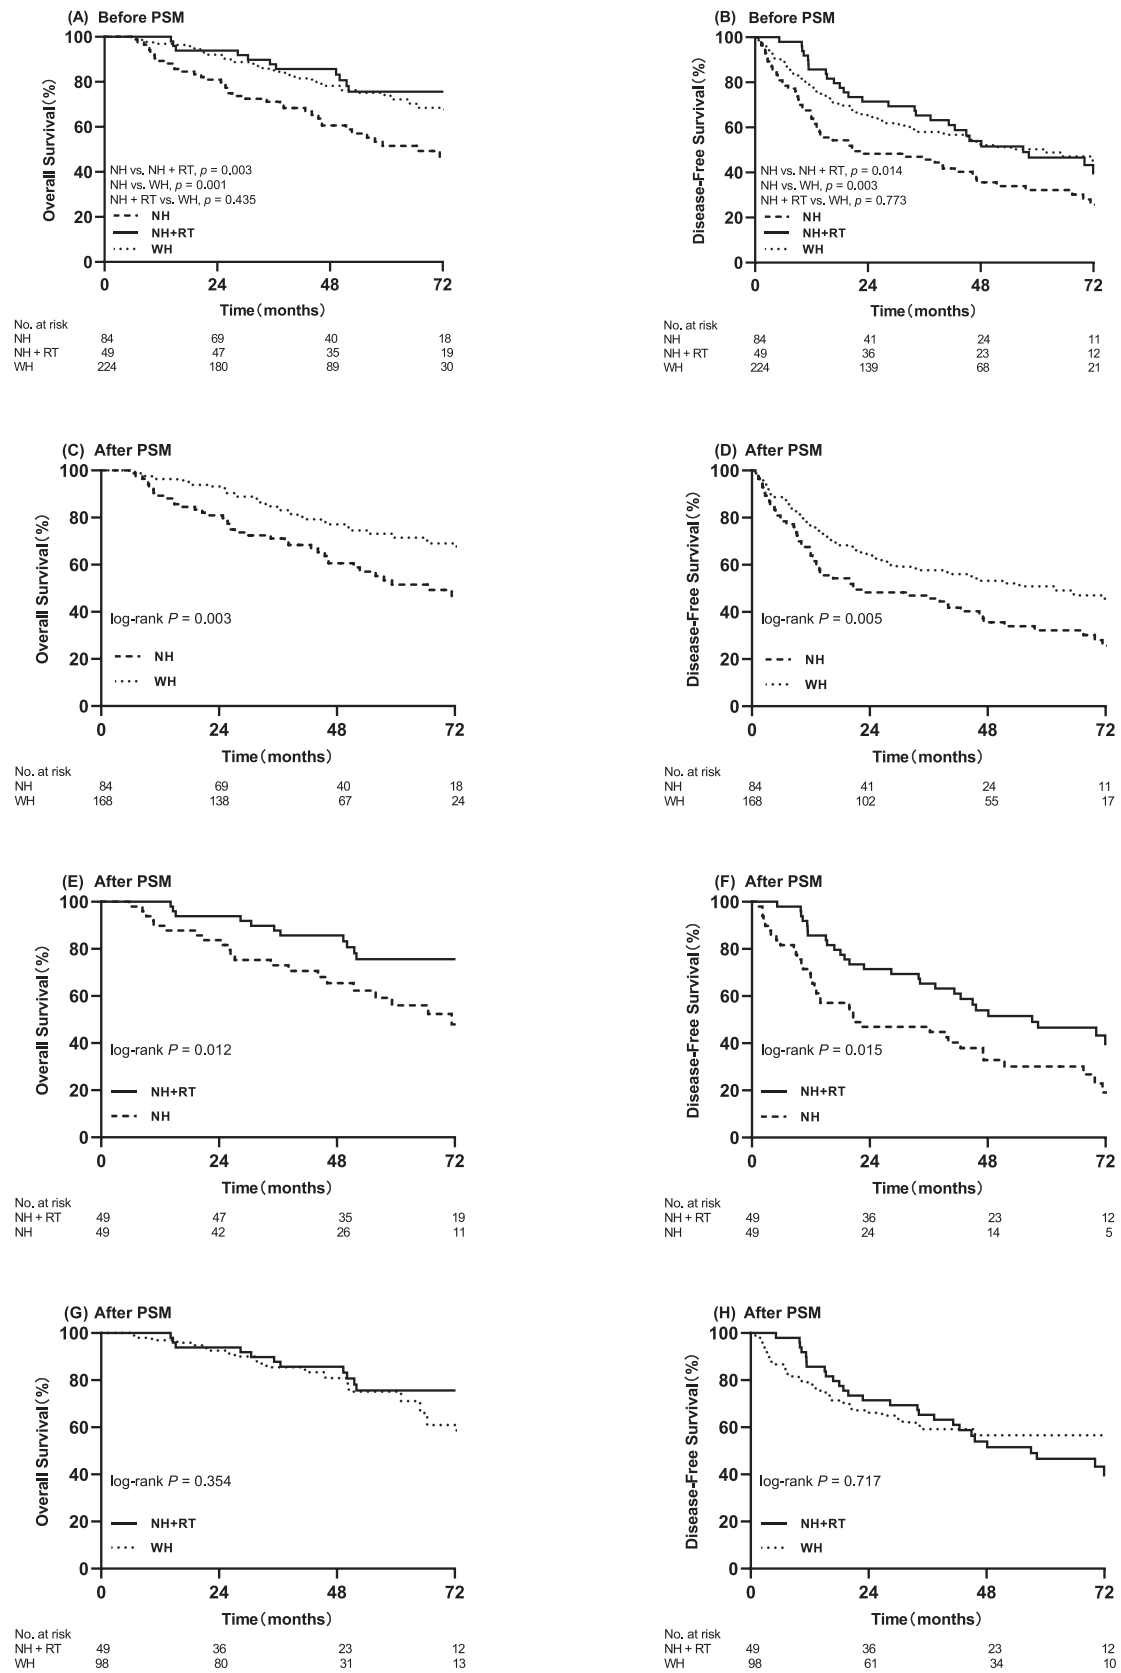 (A) Before PSM
Overall Survival (%)
100
80
60
40
20
0
NH vs. NH + RT, p = 0.003
NH vs. WH, p = 0.001
NH + RT vs. WH, p = 0.435
NH
NH+RT
WH
0 24 48 72
Time (months)
No. at risk
NH 84 69 40 18
NH + RT 49 47 35 19
WH 224 180 89 30
(B) Before PSM
Disease-Free Survival (%)
100
80
60
40
20
0
NH vs. NH + RT, p = 0.014
NH vs. WH, p = 0.003
NH + RT vs. WH, p = 0.773
NH
NH+RT
WH
0 24 48 72
Time (months)
No. at risk
NH 84 41 24 11
NH + RT 49 36 23 12
WH 224 139 68 21
(C) After PSM
Overall Survival (%)
100
80
60
40
20
0
log-rank P = 0.003
NH
WH
0 24 48 72
Time (months)
No. at risk
NH 84 69 40 18
WH 168 138 67 24
(D) After PSM
Disease-Free Survival (%)
100
80
60
40
20
0
log-rank P = 0.005
NH
WH
0 24 48 72
Time (months)
No. at risk
NH 84 41 24 11
WH 168 102 55 17
(E) After PSM
Overall Survival (%)
100
80
60
40
20
0
log-rank P = 0.012
NH+RT
NH
0 24 48 72
Time (months)
No. at risk
NH + RT 49 47 35 19
NH 49 42 26 11
(F) After PSM
Disease-Free Survival (%)
100
80
60
40
20
0
log-rank P = 0.015
NH+RT
NH
0 24 48 72
Time (months)
No. at risk
NH + RT 49 36 23 12
NH 49 24 14 5
(G) After PSM
Overall Survival (%)
100
80
60
40
20
0
log-rank P = 0.354
NH+RT
WH
0 24 48 72
Time (months)
No. at risk
NH + RT 49 36 23 12
WH 98 80 31 13
(H) After PSM
Disease-Free Survival (%)
100
80
60
40
20
0
log-rank P = 0.717
NH+RT
WH
0 24 48 72
Time (months)
No. at risk
NH + RT 49 36 23 12
WH 98 61 34 10